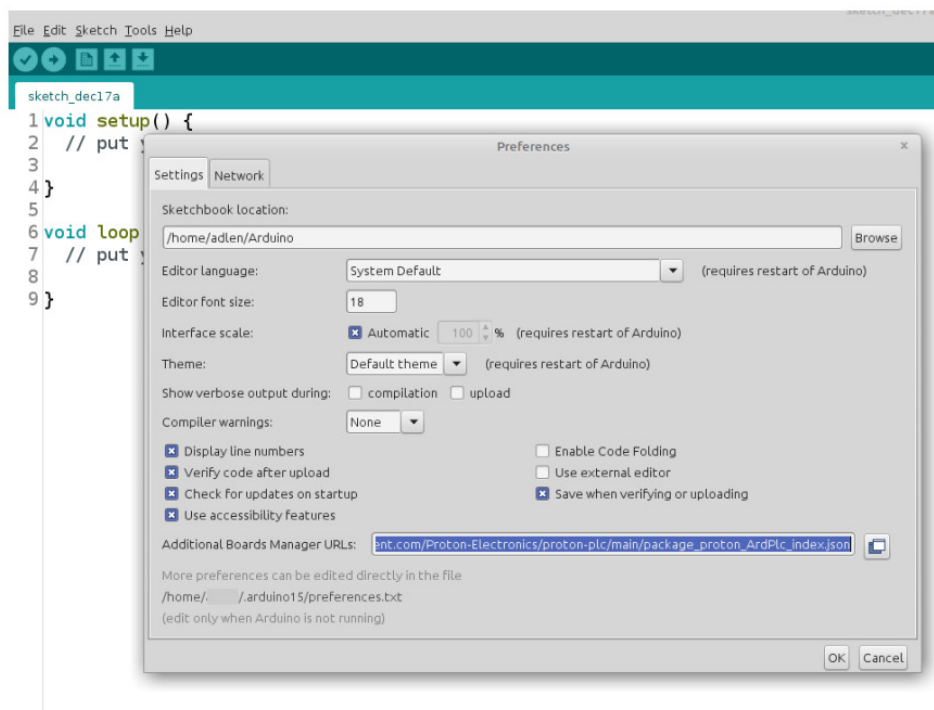 sketch_dec17a
File Edit Sketch Tools Help
sketch_dec17a
1 void setup() {
2 // put
3
4 }
5
6 void loop
7 // put
8
9 }
Preferences
x
Settings Network
Sketchbook location:
/home/adlen/Arduino Browse
Editor language: System Default (requires restart of Arduino)
Editor font size: 18
Interface scale: Automatic 100 % (requires restart of Arduino)
Theme: Default theme (requires restart of Arduino)
Show verbose output during: compilation upload
Compiler warnings: None
Display line numbers Enable Code Folding
Verify code after upload Use external editor
Check for updates on startup Save when verifying or uploading
Use accessibility features
Additional Boards Manager URLs: ent.com/Proton-Electronics/proton-plc/main/package_proton_ArdPlc_index.json
More preferences can be edited directly in the file
/home/. /.arduino15/preferences.txt
(edit only when Arduino is not running)
OK Cancel